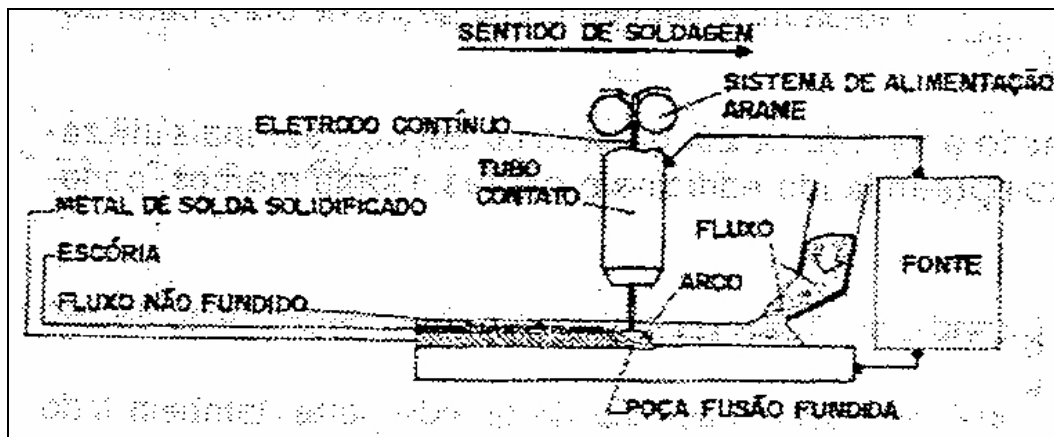 SENTIDO DE SOLDAGEM
SISTEMA DE ALIMENTAÇÃO
ARAME
ELETRODO CONTÍNUO
TUBO
CONTATO
METAL DE SOLDA SOLIDIFICADO
FLUXO
ESCÓRIA
FONTE
ARCO
FLUXO NÃO FUNDIDO
POÇA FUSÃO FUNDIDA